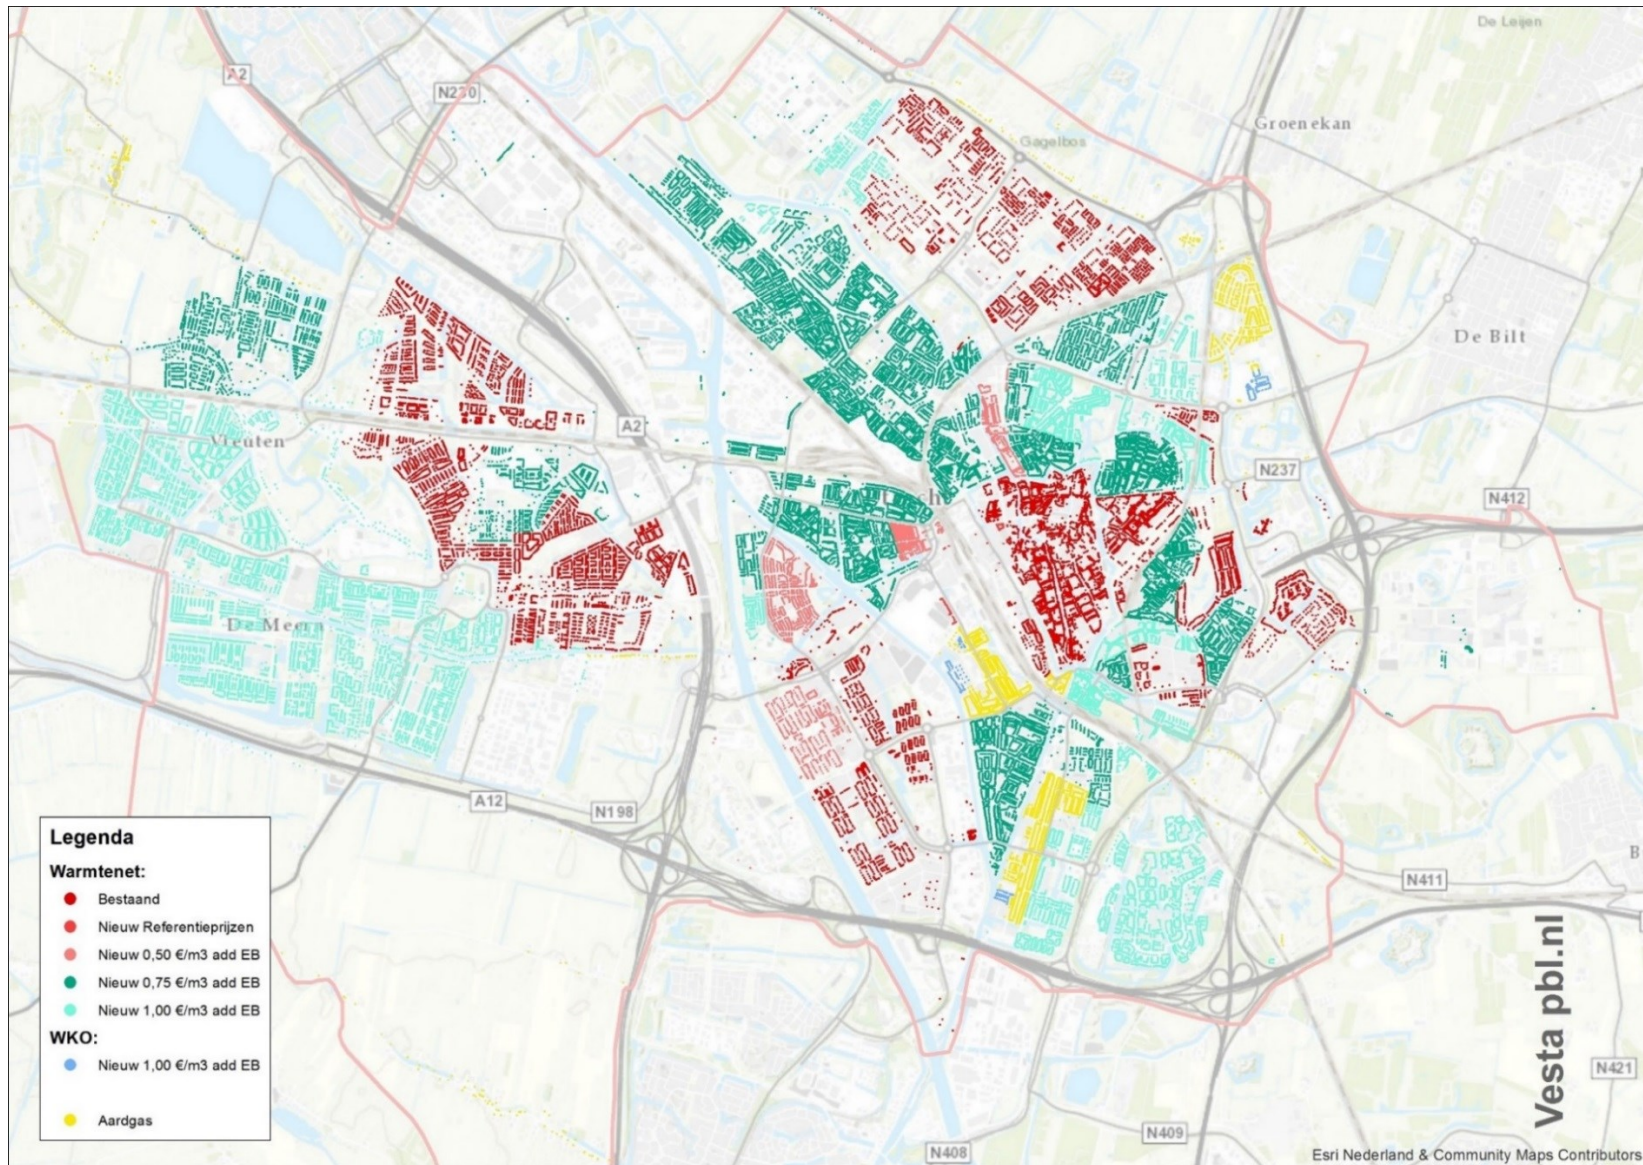 De Leijen
A2
N230
Groenekan
Gagelbos
De Bilt
A2
Vleuten
N237
N412
Utrecht
De Meern
A12
N198
N411
Legenda
Warmtenet:
Bestaand
Nieuw Referentieprijzen
Nieuw 0,50 €/m3 add EB
Nieuw 0,75 €/m3 add EB
Nieuw 1,00 €/m3 add EB
WKO:
Nieuw 1,00 €/m3 add EB
Aardgas
Vesta pbl.nl
N421
N409
N408
Esri Nederland & Community Maps Contributors